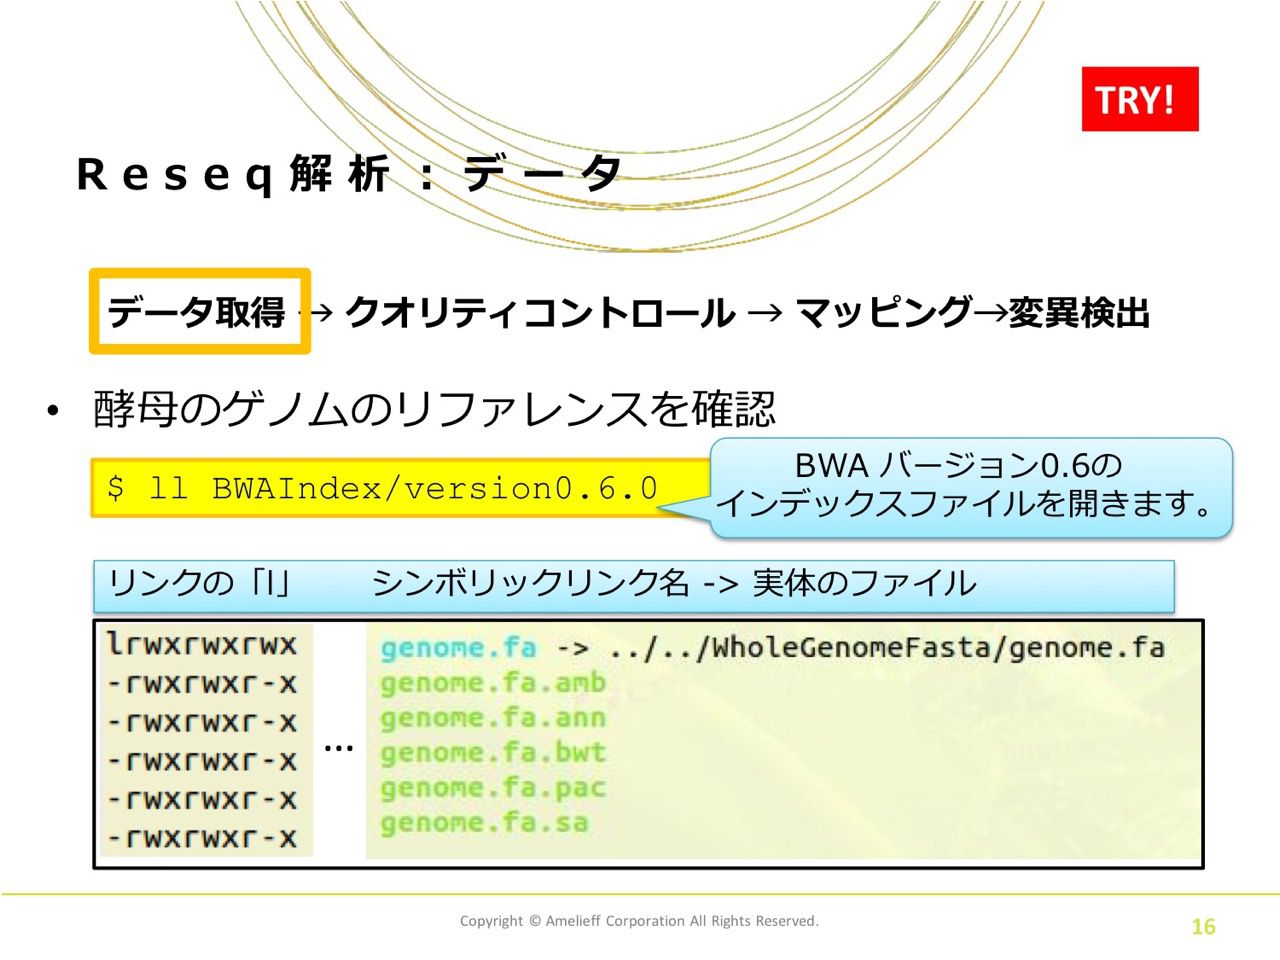 TRY!
Reseq解析：データ
データ取得 → クオリティコントロール → マッピング→変異検出
• 酵母のゲノムのリファレンスを確認
$ ll BWAIndex/version0.6.0
BWA バージョン0.6の
インデックスファイルを開きます。
リンクの「l」 シンボリックリンク名 -> 実体のファイル
lrwxrwxrwx genome.fa -> ../../WholeGenomeFasta/genome.fa
-rwxrwxr-x genome.fa.amb
-rwxrwxr-x genome.fa.ann
...
-rwxrwxr-x genome.fa.bwt
-rwxrwxr-x genome.fa.pac
-rwxrwxr-x genome.fa.sa
Copyright © Amelieff Corporation All Rights Reserved.
16